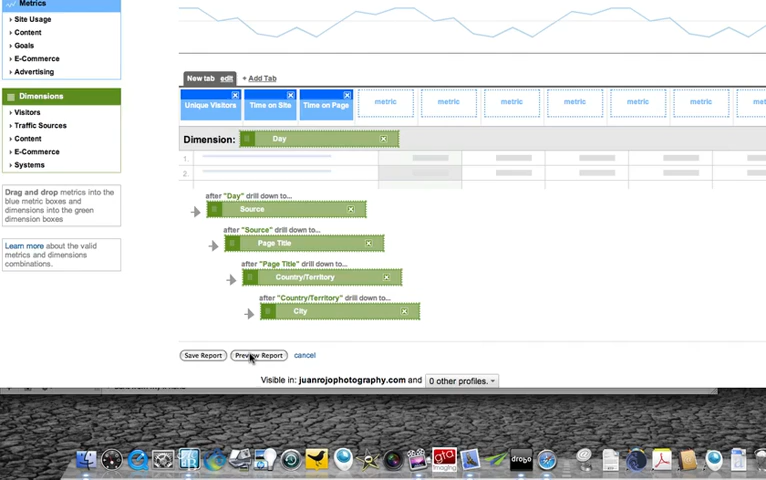 Metrics
Site Usage
Content
Goals
E-Commerce
Advertising
Dimensions
Visitors
Traffic Sources
Content
E-Commerce
Systems
Drag and drop metrics into the
blue metric boxes and
dimensions into the green
dimension boxes
Learn more about the valid
metrics and dimensions
combinations.
New tab edit + Add Tab
Unique Visitors Time on Site Time on Page metric metric metric metric metric metric
Dimension: Day
1.
2.
after "Day" drill down to...
Source
after "Source" drill down to...
Page Title
after "Page Title" drill down to...
Country/Territory
after "Country/Territory" drill down to...
City
Save Report Preview Report cancel
Visible in: juanrojophotography.com and 0 other profiles.
gta
imaging
drobo